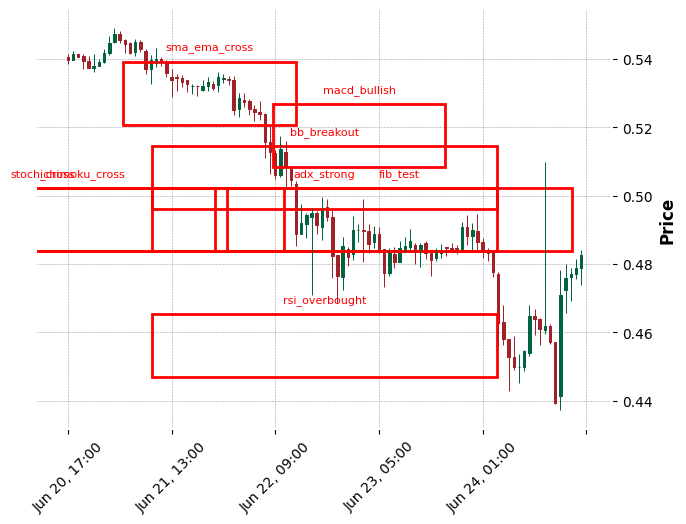 sma_ema_cross
macd_bullish
bb_breakout
adx_strong
fib_test
rsi_overbought
0.54
0.52
0.50
0.48
0.46
0.44
Price
Jun 20, 17:00
Jun 21, 13:00
Jun 22, 09:00
Jun 23, 05:00
Jun 24, 01:00